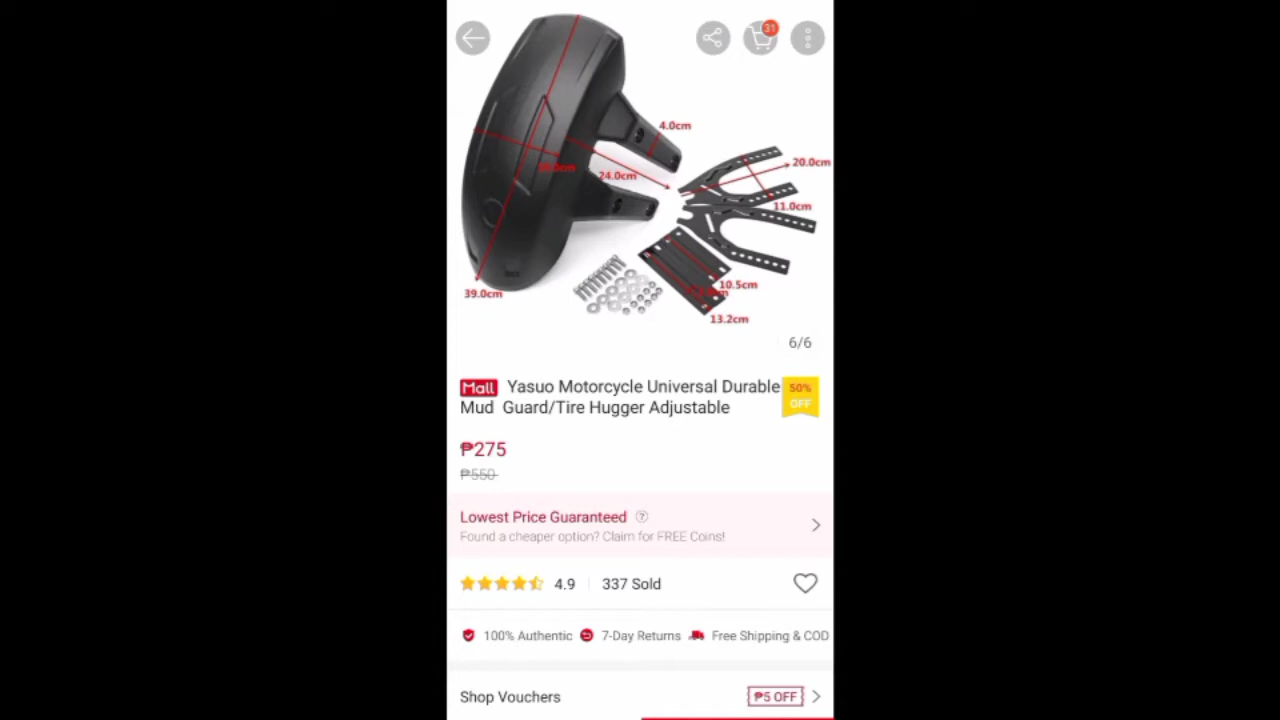 31
4.0cm
20.0cm
24.0cm
11.0cm
10.5cm
39.0cm
13.2cm
6/6
Mall Yasuo Motorcycle Universal Durable
Mud Guard/Tire Hugger Adjustable
50%
OFF
₱275
₱550
Lowest Price Guaranteed ?
Found a cheaper option? Claim for FREE Coins!
4.9 337 Sold
100% Authentic 7-Day Returns Free Shipping & COD
Shop Vouchers ₱5 OFF